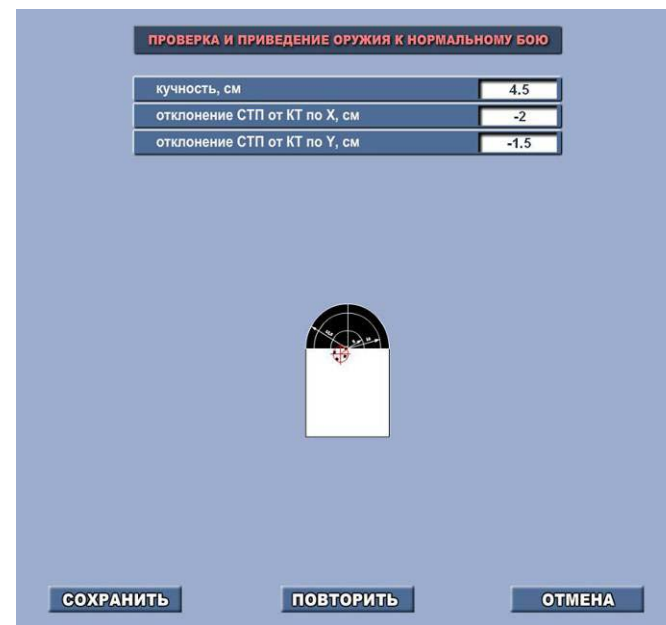 ПРОВЕРКА И ПРИВЕДЕНИЕ ОРУЖИЯ К НОРМАЛЬНОМУ БОЮ
кучность, см 4.5
отклонение СТП от КТ по X, см -2
отклонение СТП от КТ по Y, см -1.5
СОХРАНИТЬ ПОВТОРИТЬ ОТМЕНА